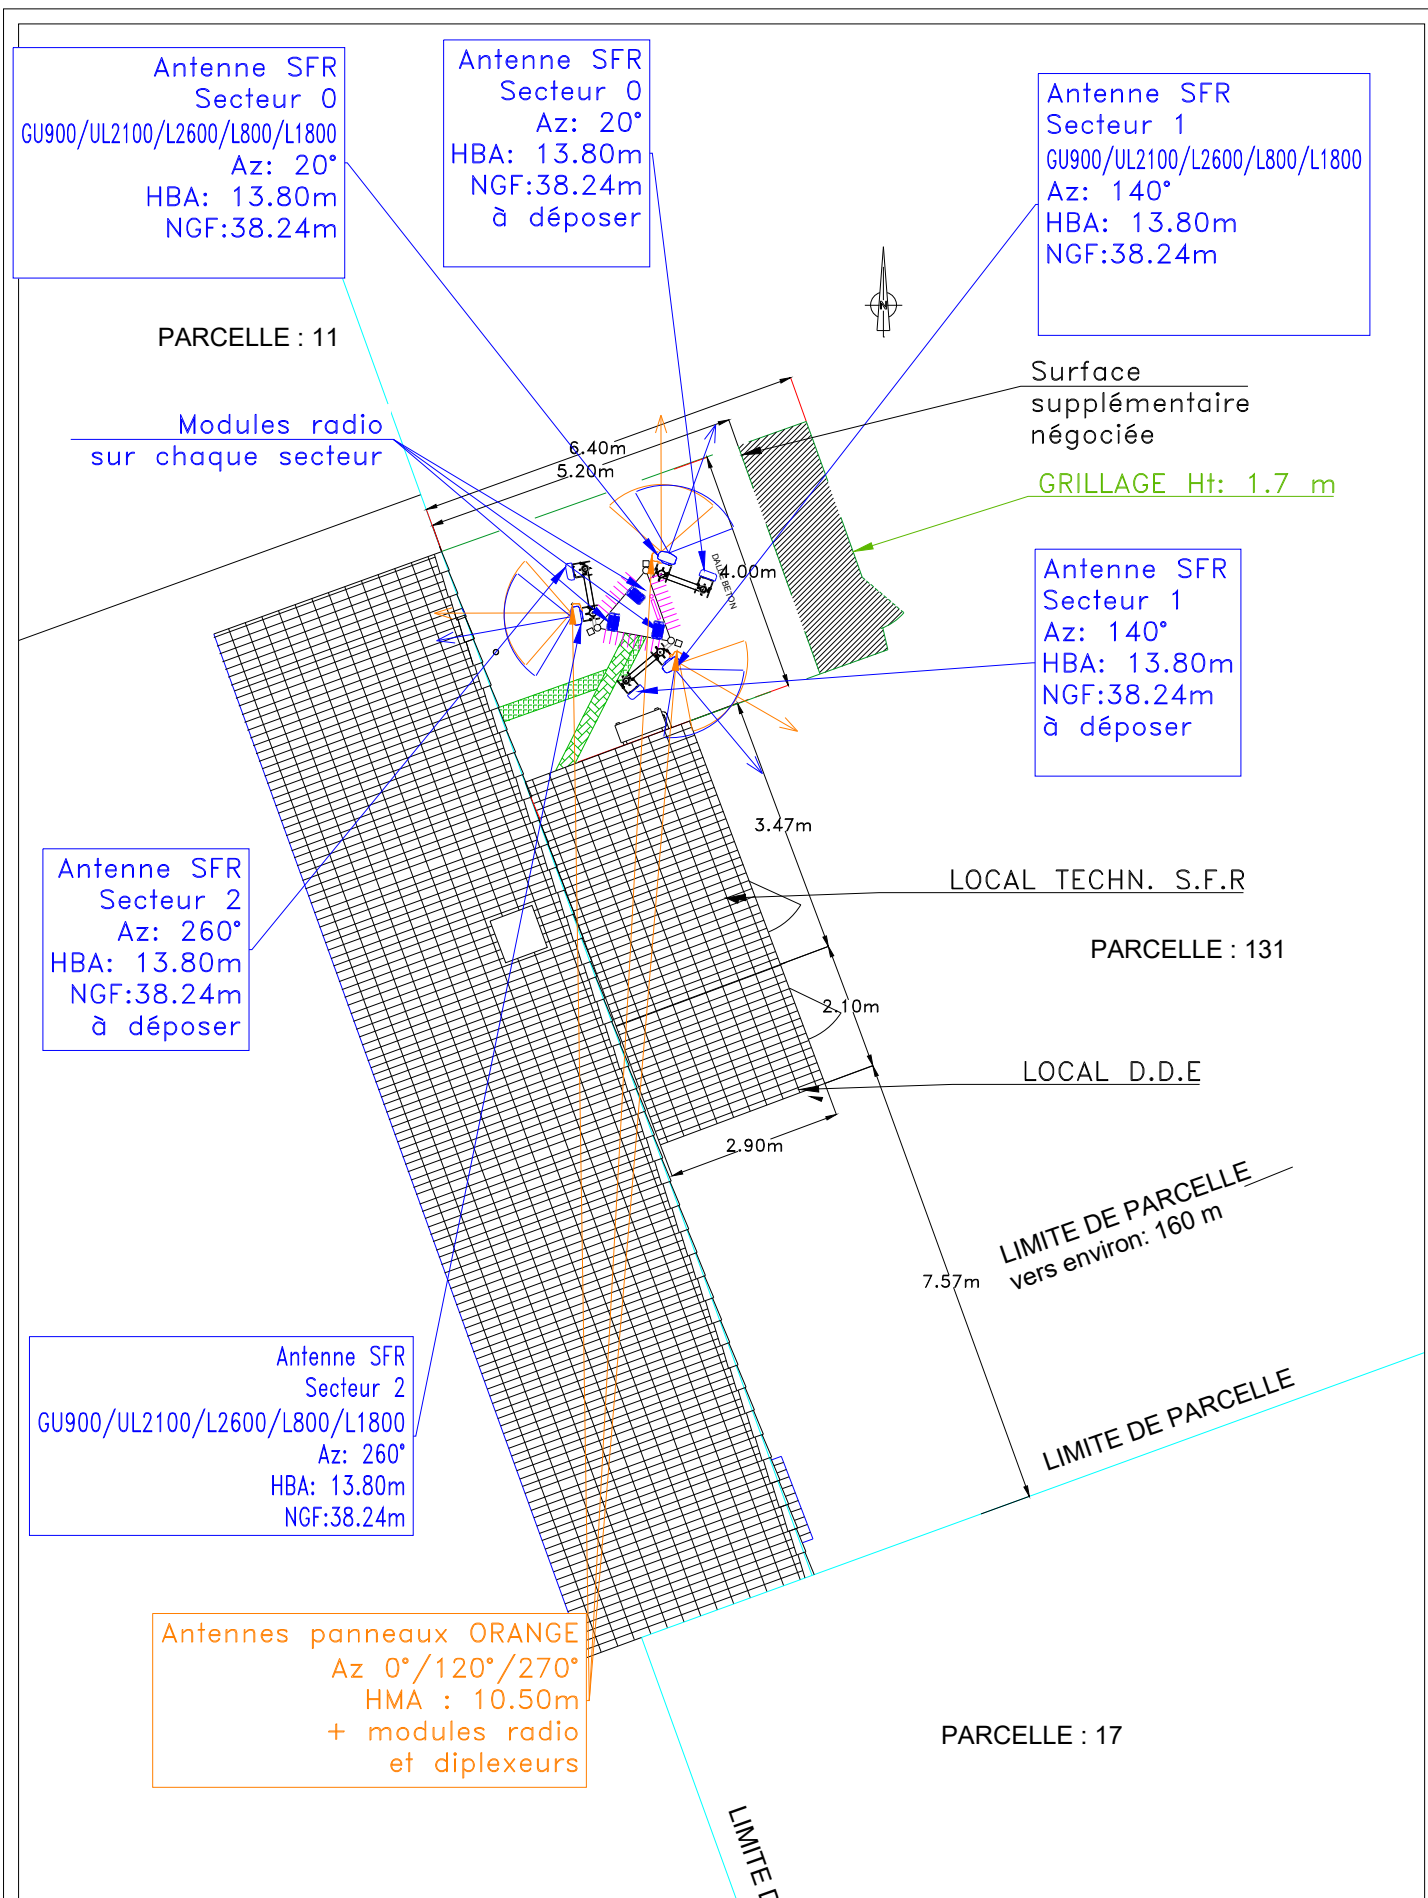 Antenne SFR
Secteur 0
GU900/UL2100/L2600/L800/L1800
Az: 20°
HBA: 13.80m
NGF:38.24m
Antenne SFR
Secteur 0
Az: 20°
HBA: 13.80m
NGF:38.24m
à déposer
Antenne SFR
Secteur 1
GU900/UL2100/L2600/L800/L1800
Az: 140°
HBA: 13.80m
NGF:38.24m
N
PARCELLE : 11
Surface
supplémentaire
négociée
Modules radio
sur chaque secteur
6.40m
5.20m
GRILLAGE Ht: 1.7 m
DALLE BETON
4.00m
Antenne SFR
Secteur 1
Az: 140°
HBA: 13.80m
NGF:38.24m
à déposer
3.47m
Antenne SFR
Secteur 2
Az: 260°
HBA: 13.80m
NGF:38.24m
à déposer
LOCAL TECHN. S.F.R
PARCELLE : 131
2.10m
LOCAL D.D.E
2.90m
LIMITE DE PARCELLE
vers environ: 160 m
7.57m
Antenne SFR
Secteur 2
GU900/UL2100/L2600/L800/L1800
Az: 260°
HBA: 13.80m
NGF:38.24m
LIMITE DE PARCELLE
Antennes panneaux ORANGE
Az 0°/120°/270°
HMA : 10.50m
+ modules radio
et diplexeurs
PARCELLE : 17
LIMITE D